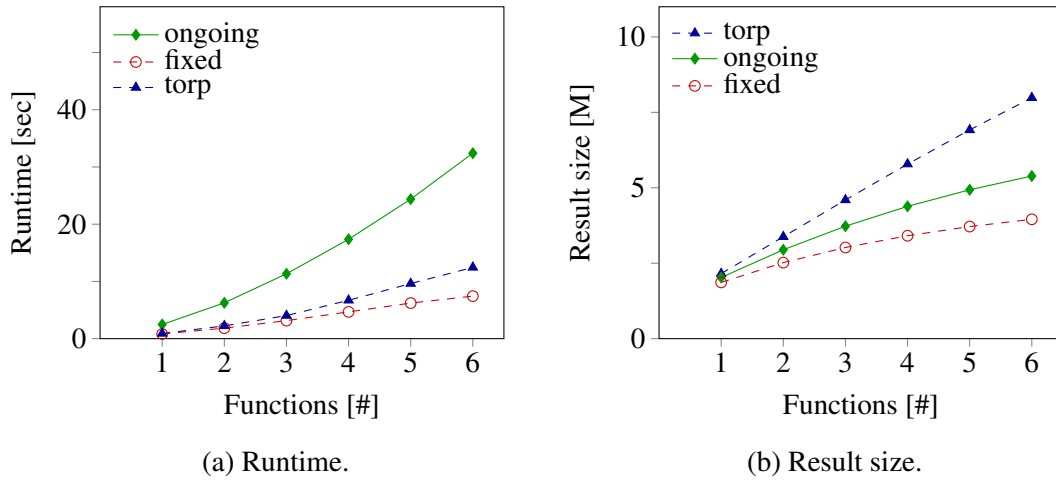 ongoing
fixed
torp
Runtime [sec]
40
20
0
1 2 3 4 5 6
Functions [#]
(a) Runtime.
torp
ongoing
fixed
Result size [M]
10
5
0
1 2 3 4 5 6
Functions [#]
(b) Result size.